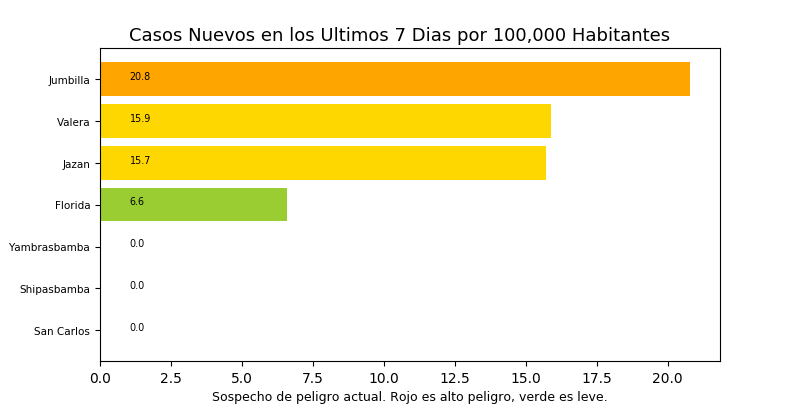 Casos Nuevos en los Ultimos 7 Dias por 100,000 Habitantes
Jumbilla 20.8
Valera 15.9
Jazan 15.7
Florida 6.6
Yambrasbamba 0.0
Shipasbamba 0.0
San Carlos 0.0
0.0 2.5 5.0 7.5 10.0 12.5 15.0 17.5 20.0
Sospecho de peligro actual. Rojo es alto peligro, verde es leve.